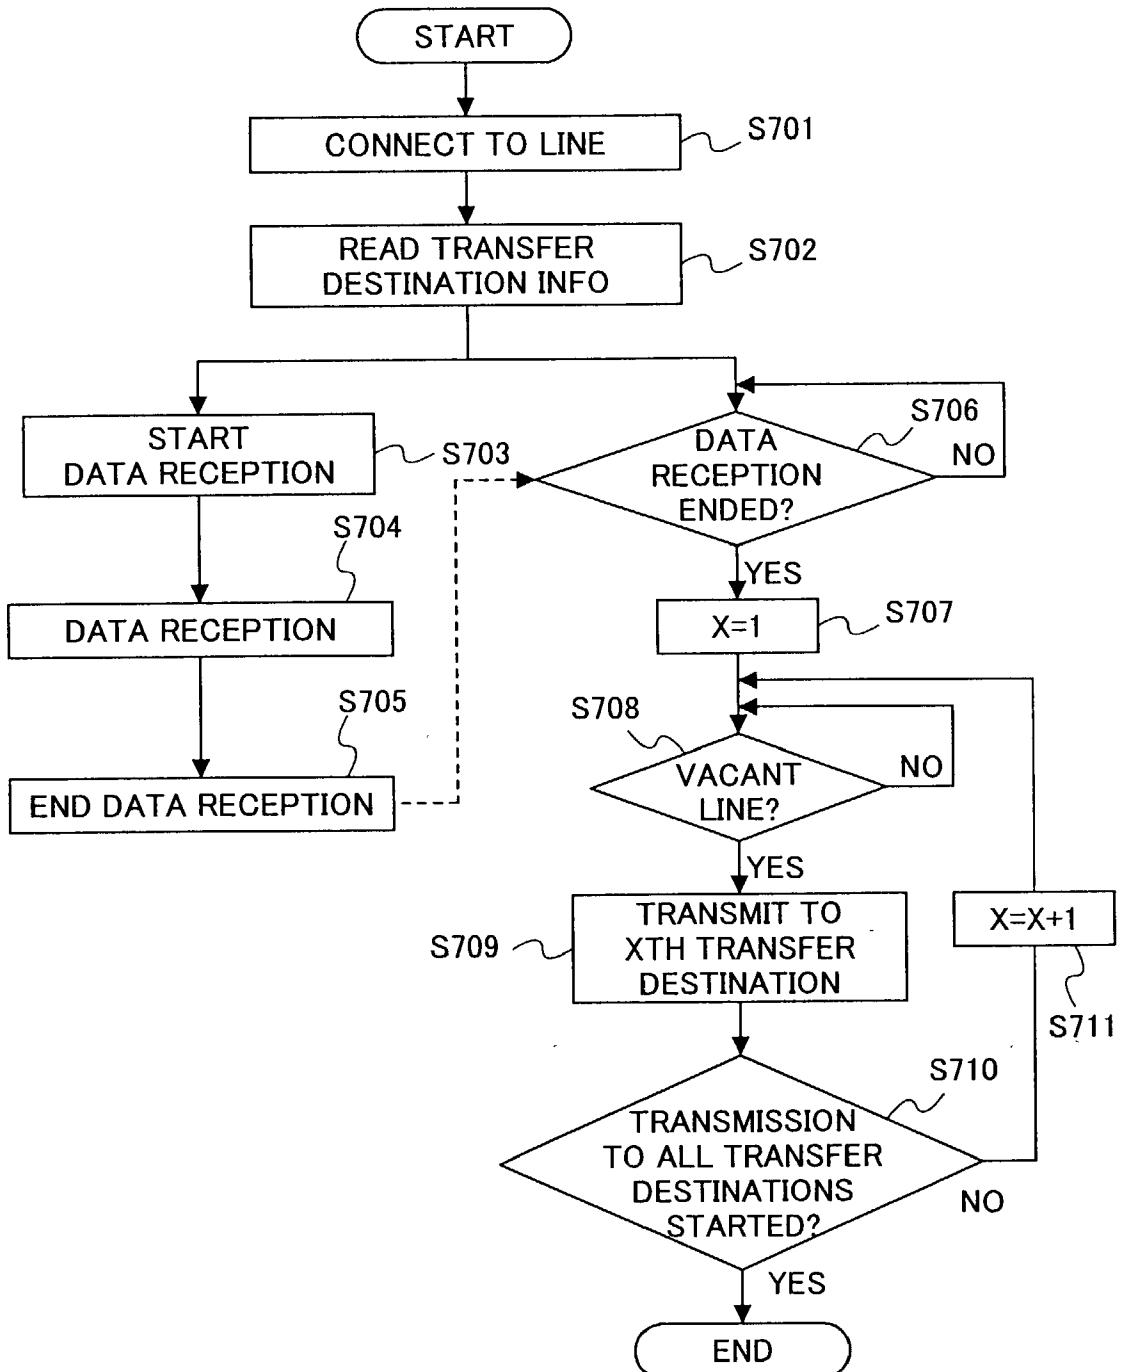 START
CONNECT TO LINE
S701
READ TRANSFER
DESTINATION INFO
S702
START
DATA RECEPTION
S703
DATA
RECEPTION
ENDED?
S706
NO
S704
DATA RECEPTION
YES
X=1
S707
S705
END DATA RECEPTION
S708
VACANT
LINE?
NO
YES
TRANSMIT TO
XTH TRANSFER
DESTINATION
S709
X=X+1
S711
S710
TRANSMISSION
TO ALL TRANSFER
DESTINATIONS
STARTED?
NO
YES
END